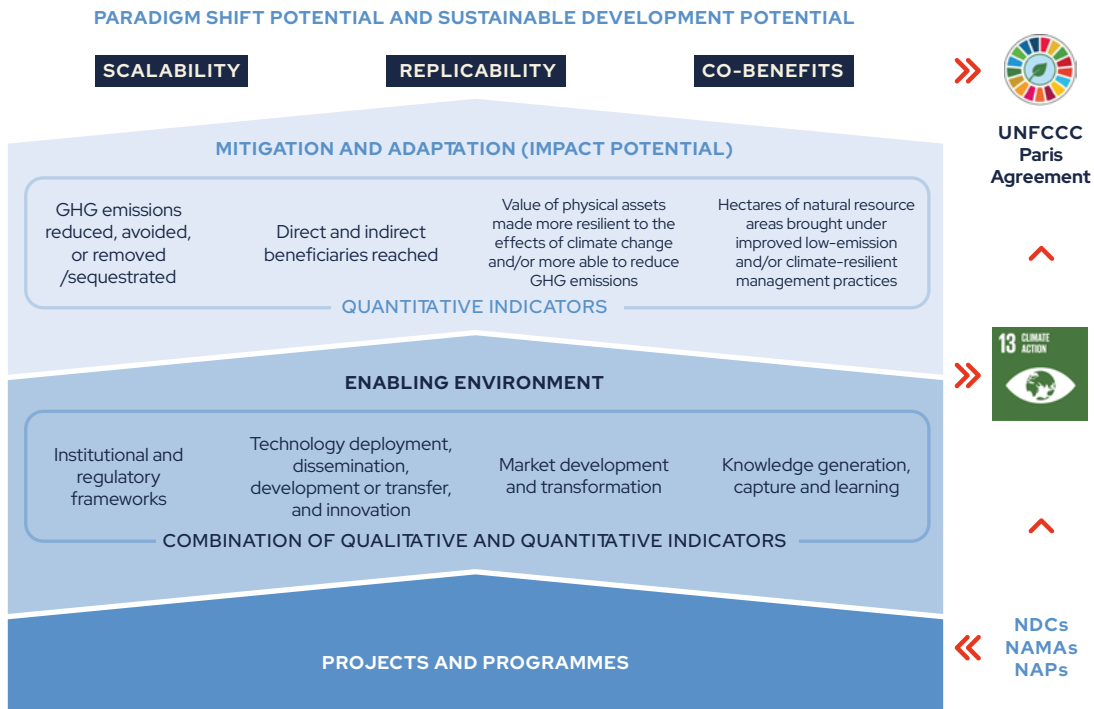 PARADIGM SHIFT POTENTIAL AND SUSTAINABLE DEVELOPMENT POTENTIAL
SCALABILITY
REPLICABILITY
CO-BENEFITS
UNFCCC
Paris
Agreement
MITIGATION AND ADAPTATION (IMPACT POTENTIAL)
GHG emissions
reduced, avoided,
or removed
/sequestrated
Direct and indirect
beneficiaries reached
Value of physical assets
made more resilient to the
effects of climate change
and/or more able to reduce
GHG emissions
Hectares of natural resource
areas brought under
improved low-emission
and/or climate-resilient
management practices
QUANTITATIVE INDICATORS
13 CLIMATE
ACTION
ENABLING ENVIRONMENT
Institutional and
regulatory
frameworks
Technology deployment,
dissemination,
development or transfer,
and innovation
Market development
and transformation
Knowledge generation,
capture and learning
COMBINATION OF QUALITATIVE AND QUANTITATIVE INDICATORS
PROJECTS AND PROGRAMMES
NDCs
NAMAs
NAPs